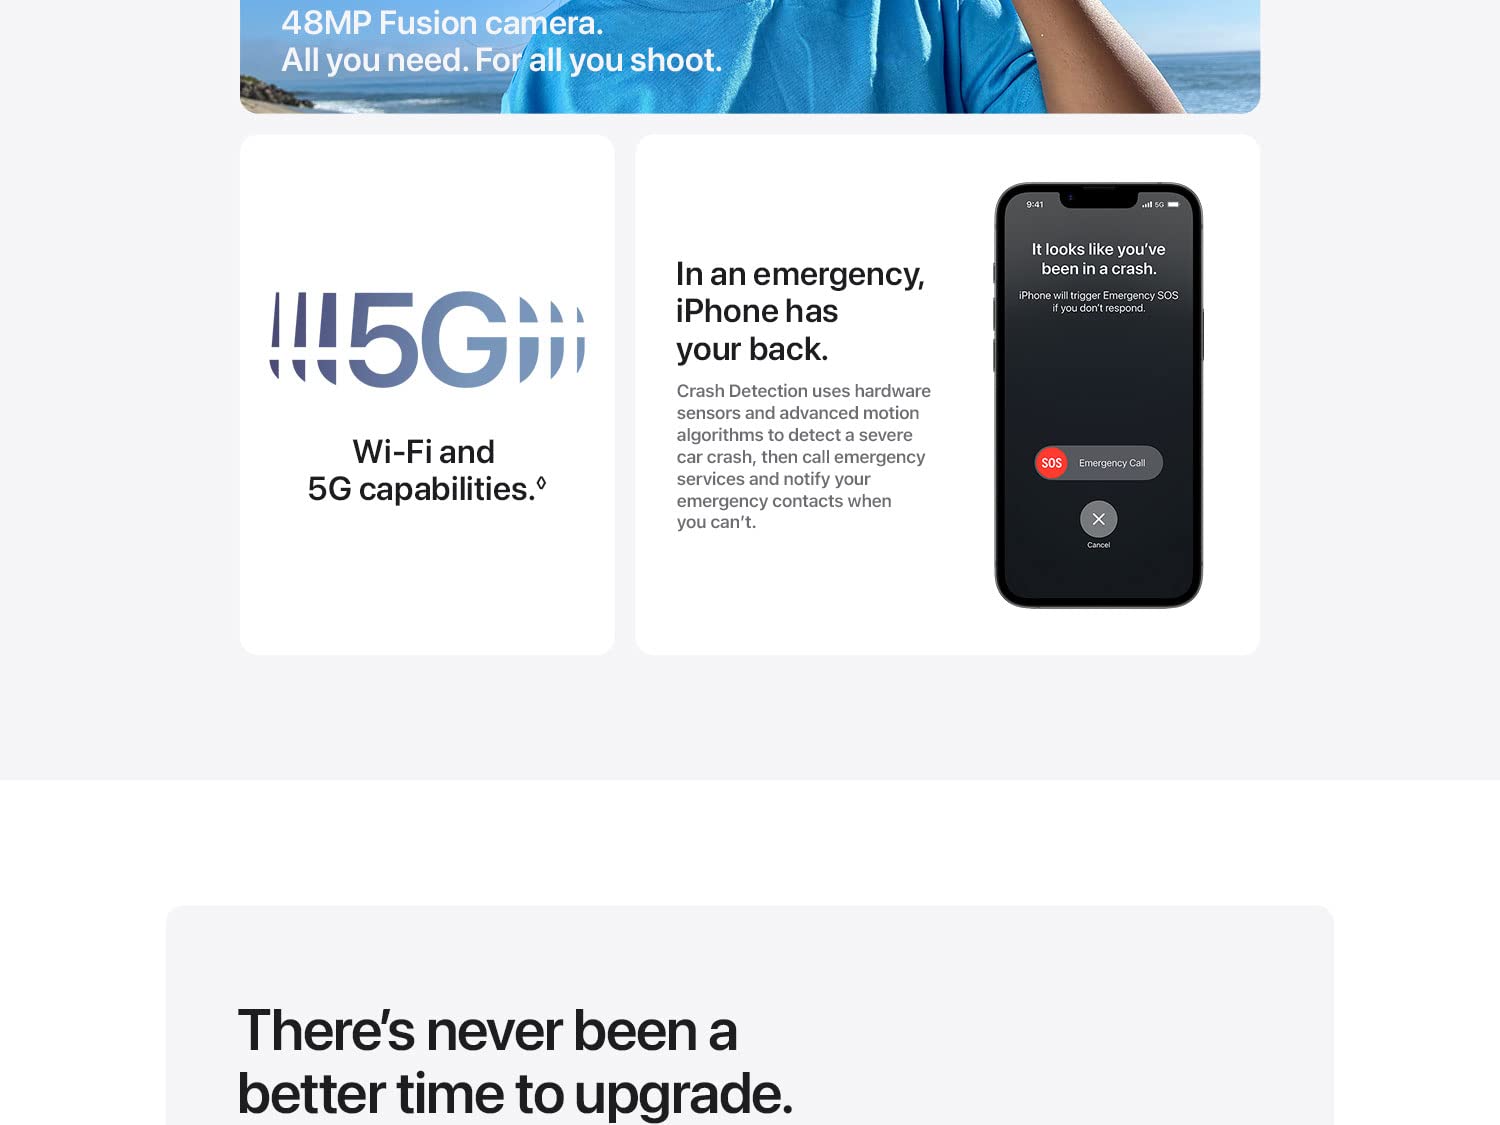 48MP Fusion camera.
All you need. For all you shoot.
5G
Wi-Fi and
5G capabilities.◊
In an emergency,
iPhone has
your back.
Crash Detection uses hardware
sensors and advanced motion
algorithms to detect a severe
car crash, then call emergency
services and notify your
emergency contacts when
you can’t.
9:41
5G
It looks like you’ve
been in a crash.
iPhone will trigger Emergency SOS
if you don’t respond.
SOS Emergency Call
Cancel
There’s never been a
better time to upgrade.